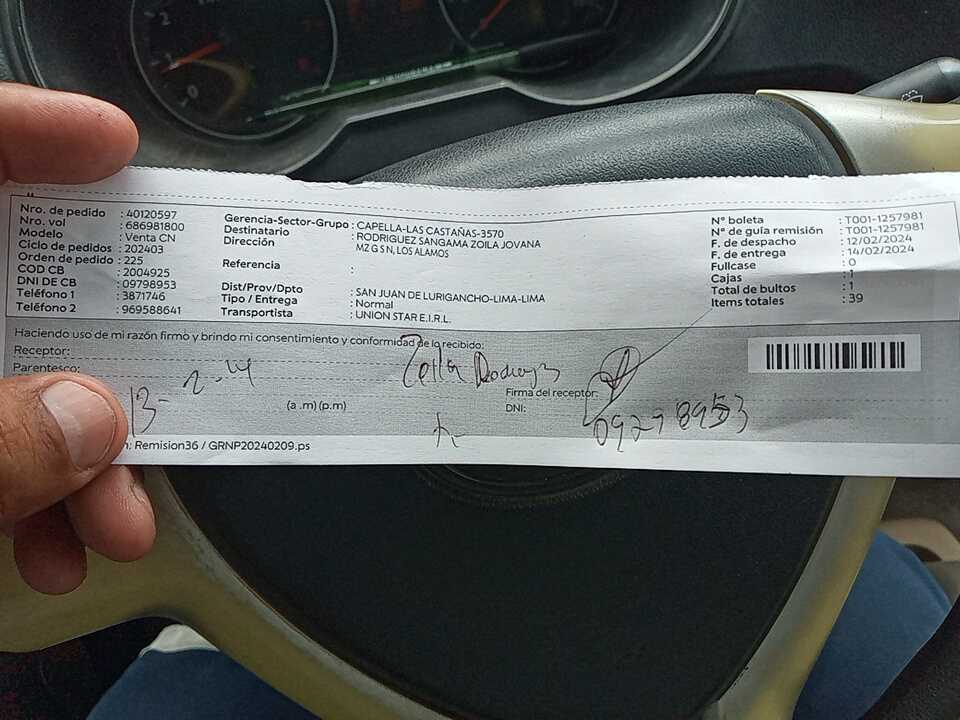 Nro. de pedido : 40120597
Nro. vol : 686981800
Modelo : Venta CN
Ciclo de pedidos : 202403
Orden de pedido : 225
COD CB : 2004925
DNI DE CB : 09798953
Teléfono 1 : 3871746
Teléfono 2 : 969588641
Gerencia-Sector-Grupo : CAPELLA-LAS CASTAÑAS-3570
Destinatario : RODRIGUEZ SANGAMA ZOILA JOVANA
Dirección MZ G S N, LOS ALAMOS
Referencia :
Dist/Prov/Dpto : SAN JUAN DE LURIGANCHO-LIMA-LIMA
Tipo / Entrega : Normal
Transportista : UNION STAR E.I.R.L.
N° boleta : T001-1257981
N° de guía remisión : T001-1257981
F. de despacho : 12/02/2024
F. de entrega : 14/02/2024
Fullcase : 0
Cajas : 1
Total de bultos : 1
Items totales : 39
Haciendo uso de mi razón firmo y brindo mi consentimiento y conformidad de lo recibido:
Receptor: Zoila Rodriguez
Parentesco:
(a .m) (p.m)
Firma del receptor:
DNI:
: Remision36 / GRNP20240209.ps